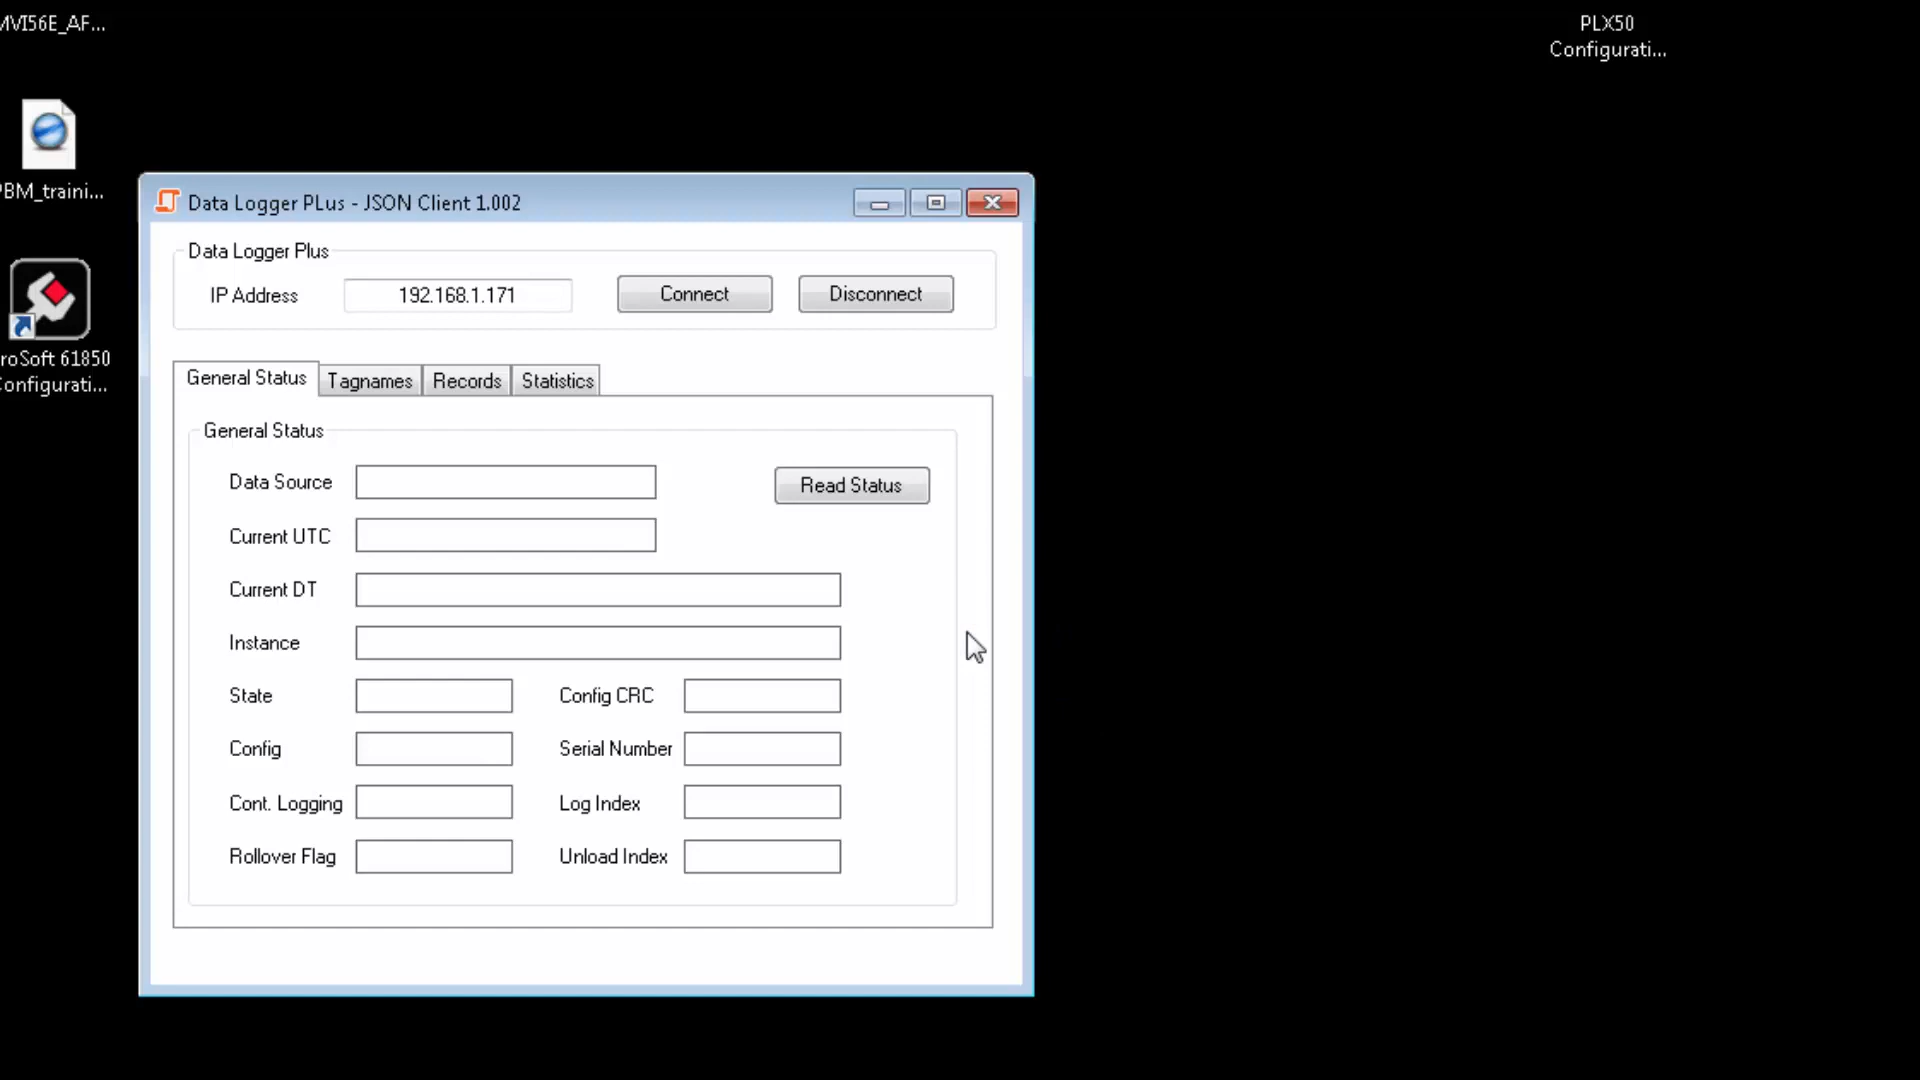 MVI56E_AF...
PLX50
Configurati...
PBM_traini...
roSoft 61850
Configurati...
Data Logger PLus - JSON Client 1.002
Data Logger Plus
IP Address 192.168.1.171 Connect Disconnect
General Status Tagnames Records Statistics
General Status
Data Source Read Status
Current UTC
Current DT
Instance
State Config CRC
Config Serial Number
Cont. Logging Log Index
Rollover Flag Unload Index